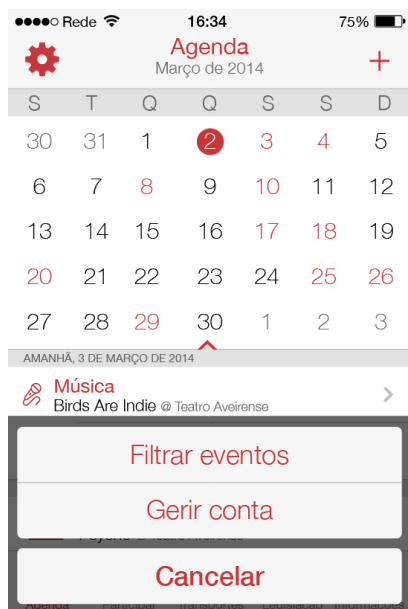 Rede 16:34 75%
Agenda
Março de 2014
S T Q Q S S D
30 31 1 2 3 4 5
6 7 8 9 10 11 12
13 14 15 16 17 18 19
20 21 22 23 24 25 26
27 28 29 30 1 2 3
AMANHÃ, 3 DE MARÇO DE 2014
Música
Birds Are Indie @ Teatro Aveirense
Filtrar eventos
Gerir conta
Cancelar